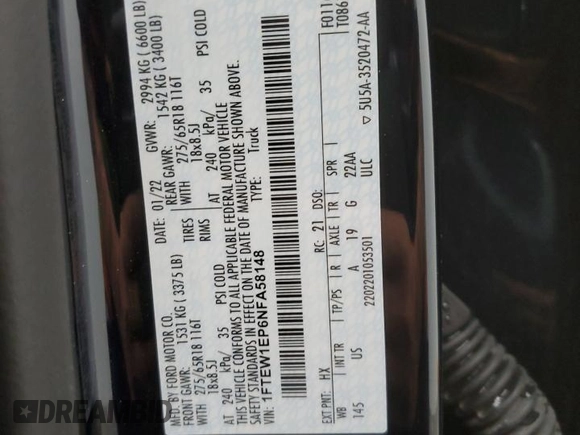 MFD. BY FORD MOTOR CO.
DATE: 01/22 GVWR: 2994 KG ( 6600 LB)
FRONT GAWR: 1531 KG ( 3375 LB) REAR GAWR: 1542 KG ( 3400 LB)
WITH 275/65R18 116T TIRES WITH 275/65R18 116T
18x8.5J RIMS 18x8.5J
AT 240 kPa/ 35 PSI COLD AT 240 kPa/ 35 PSI COLD
THIS VEHICLE CONFORMS TO ALL APPLICABLE FEDERAL MOTOR VEHICLE
SAFETY STANDARDS IN EFFECT ON THE DATE OF MANUFACTURE SHOWN ABOVE.
VIN: 1FTEW1EP6NFA58148
TYPE: Truck
F011
T086
2202201053501
EXT PNT: HX RC: 21 DSO:
WB INT TR TP/PS R AXLE TR SPR
145 US A 19 G 22AA
ULC
▽ 5U5A-3520472-AA
DREAMBID